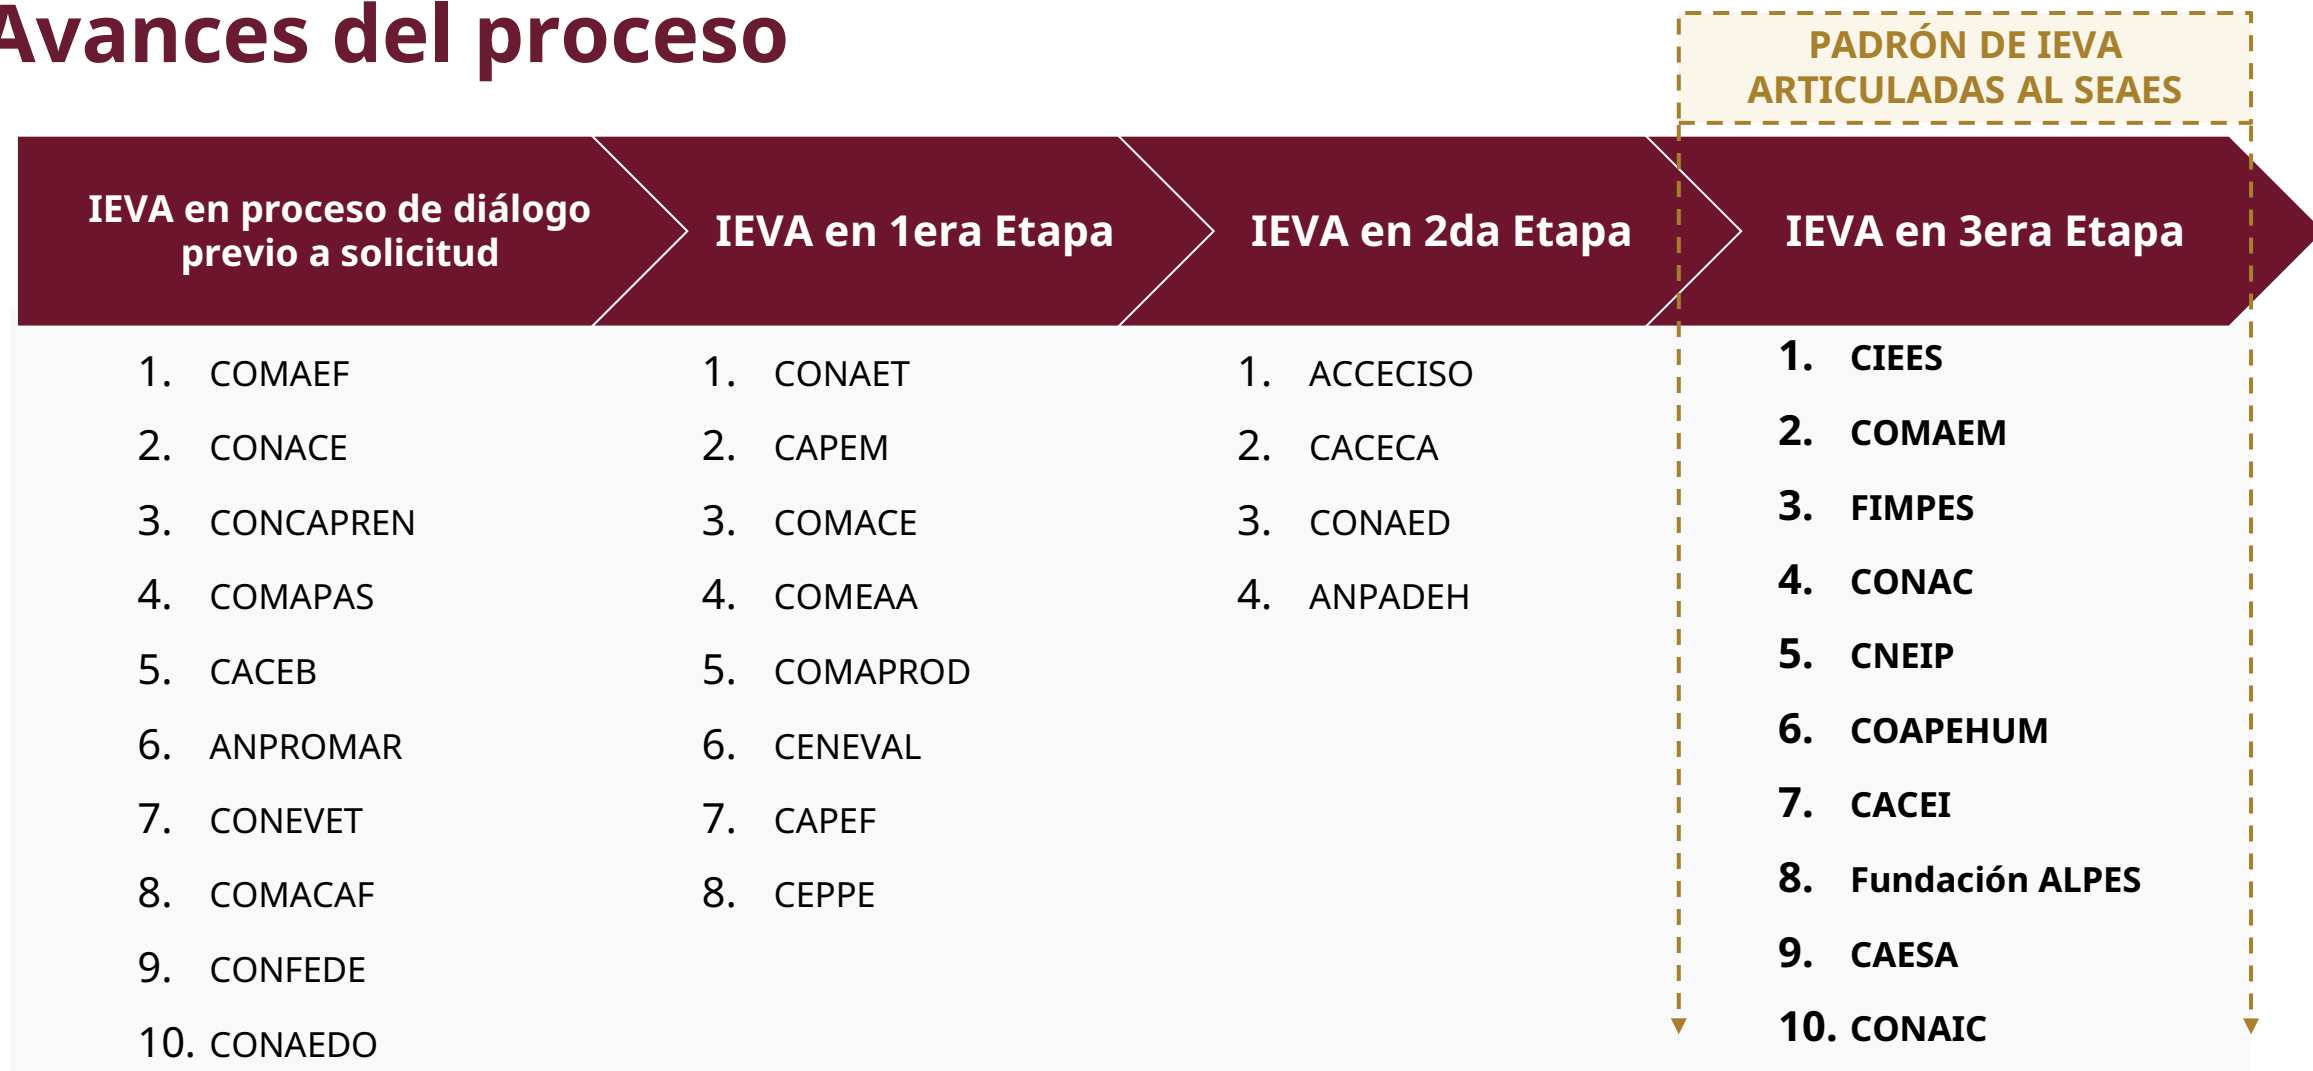 Avances del proceso
PADRÓN DE IEVA
ARTICULADAS AL SEAES
IEVA en proceso de diálogo
previo a solicitud
IEVA en 1era Etapa
IEVA en 2da Etapa
IEVA en 3era Etapa
1. COMAEF
2. CONACE
3. CONCAPREN
4. COMAPAS
5. CACEB
6. ANPROMAR
7. CONEVET
8. COMACAF
9. CONFEDE
10. CONAEDO
1. CONAET
2. CAPEM
3. COMACE
4. COMEAA
5. COMAPROD
6. CENEVAL
7. CAPEF
8. CEPPE
1. ACCECISO
2. CACECA
3. CONAED
4. ANPADEH
1. CIEES
2. COMAEM
3. FIMPES
4. CONAC
5. CNEIP
6. COAPEHUM
7. CACEI
8. Fundación ALPES
9. CAESA
10. CONAIC